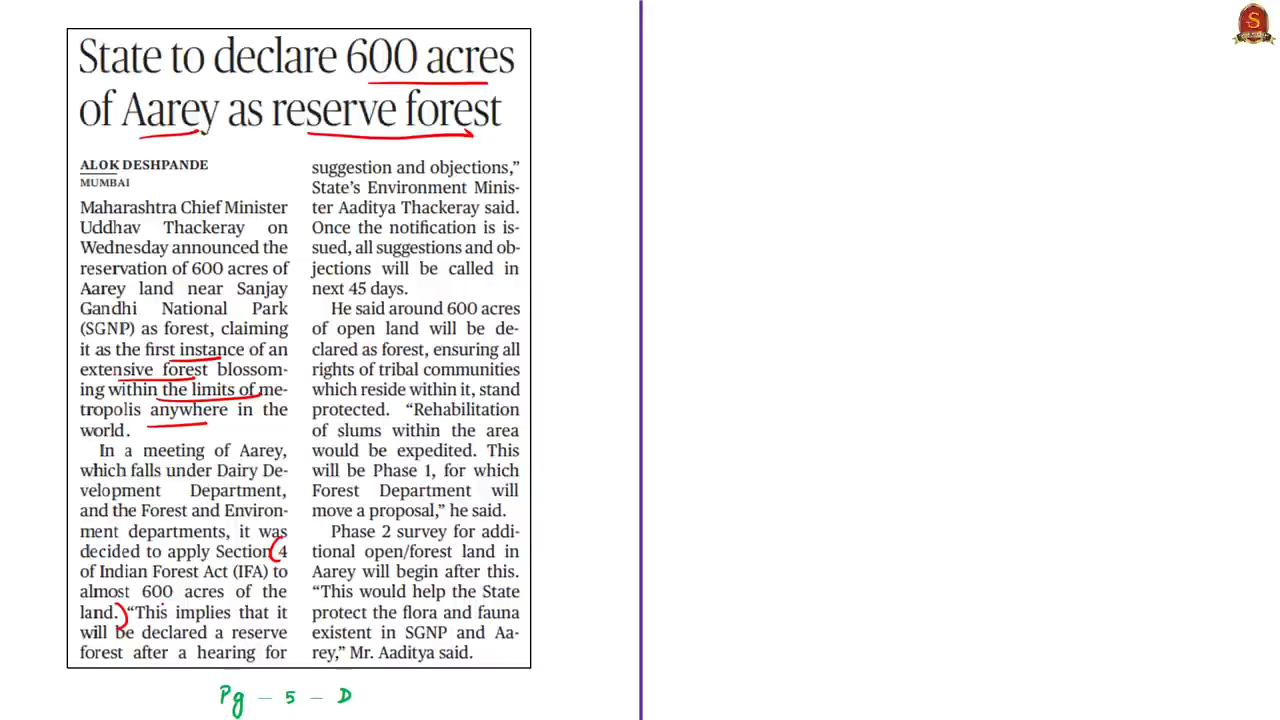 State to declare 600 acres
of Aarey as reserve forest
ALOK DESHPANDE
MUMBAI
Maharashtra Chief Minister
Uddhav Thackeray on
Wednesday announced the
reservation of 600 acres of
Aarey land near Sanjay
Gandhi National Park
(SGNP) as forest, claiming
it as the first instance of an
extensive forest blossom-
ing within the limits of me-
tropolis anywhere in the
world.
In a meeting of Aarey,
which falls under Dairy De-
velopment Department,
and the Forest and Environ-
ment departments, it was
decided to apply Section 4
of Indian Forest Act (IFA) to
almost 600 acres of the
land. “This implies that it
will be declared a reserve
forest after a hearing for
suggestion and objections,”
State’s Environment Minis-
ter Aaditya Thackeray said.
Once the notification is is-
sued, all suggestions and ob-
jections will be called in
next 45 days.
He said around 600 acres
of open land will be de-
clared as forest, ensuring all
rights of tribal communities
which reside within it, stand
protected. “Rehabilitation
of slums within the area
would be expedited. This
will be Phase 1, for which
Forest Department will
move a proposal,” he said.
Phase 2 survey for addi-
tional open/forest land in
Aarey will begin after this.
“This would help the State
protect the flora and fauna
existent in SGNP and Aa-
rey,” Mr. Aaditya said.
Pg - 5 - D
S